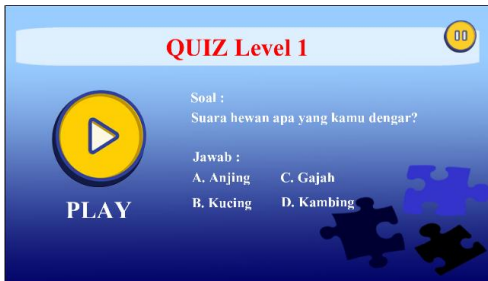 QUIZ Level 1
Soal :
Suara hewan apa yang kamu dengar?
Jawab :
A. Anjing C. Gajah
B. Kucing D. Kambing
PLAY